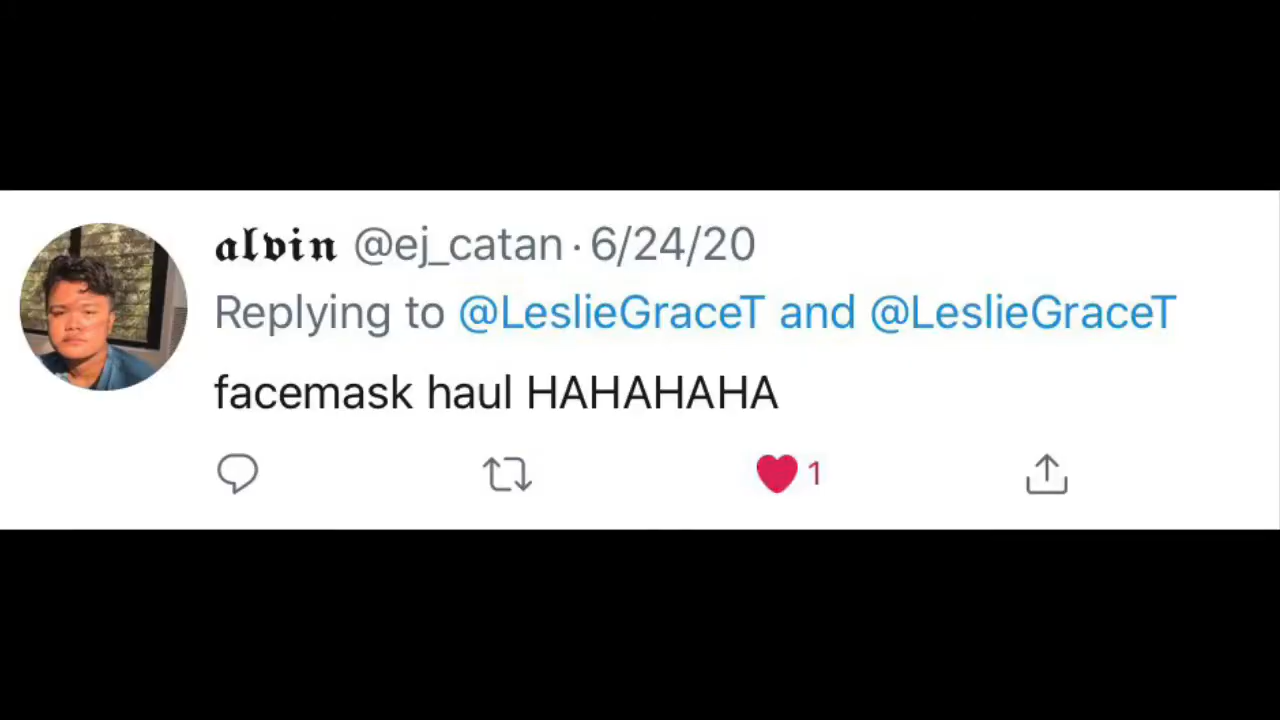 𝖆𝖑𝖛𝖎𝖓 @ej_catan · 6/24/20
Replying to @LeslieGraceT and @LeslieGraceT
facemask haul HAHAHAHA
1